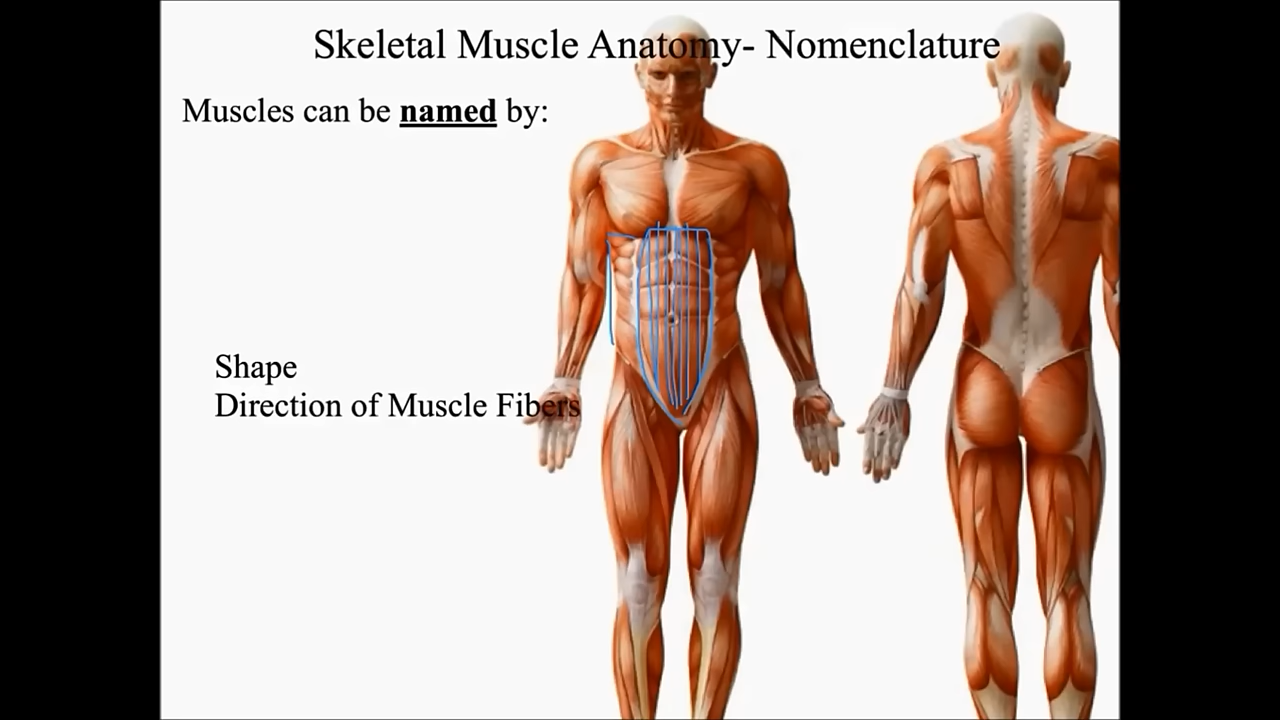 Skeletal Muscle Anatomy- Nomenclature
Muscles can be named by:
Shape
Direction of Muscle Fibers